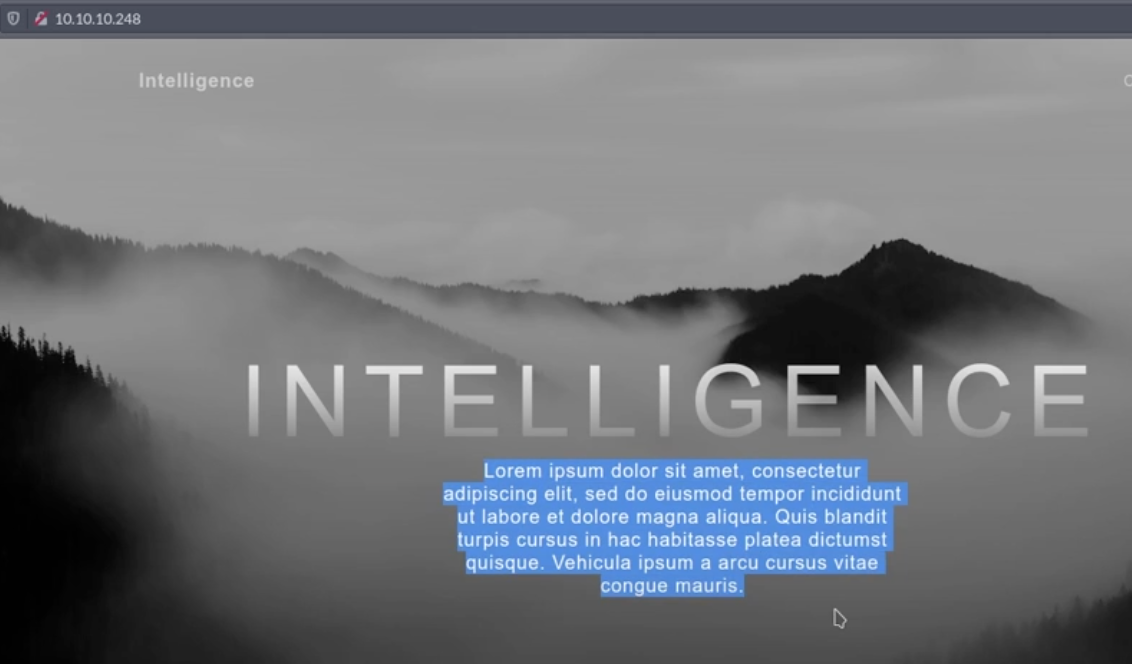 10.10.10.248
Intelligence
INTELLIGENCE
Lorem ipsum dolor sit amet, consectetur
adipiscing elit, sed do eiusmod tempor incididunt
ut labore et dolore magna aliqua. Quis blandit
turpis cursus in hac habitasse platea dictumst
quisque. Vehicula ipsum a arcu cursus vitae
congue mauris.